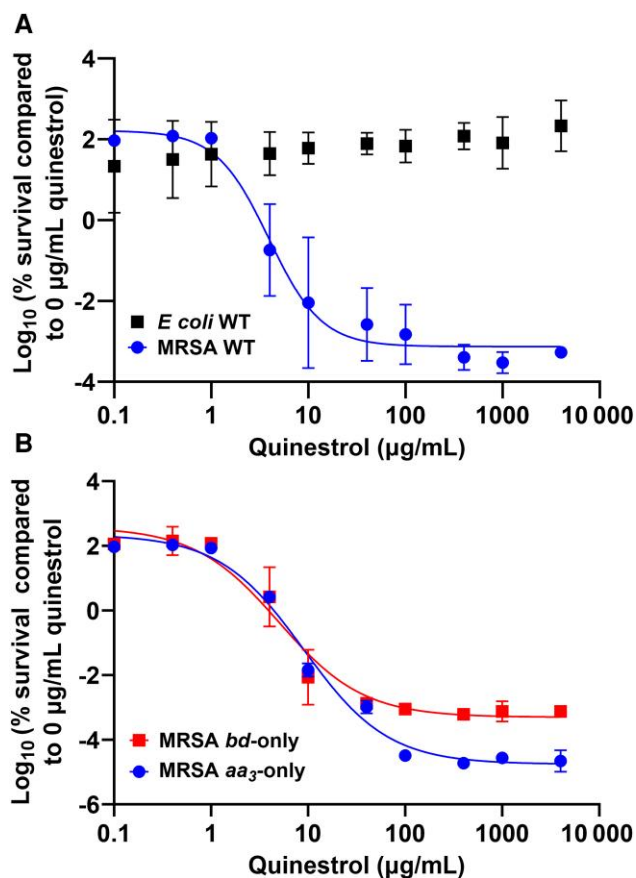 A
Log₁₀ (% survival compared
to 0 µg/mL quinestrol)
4
2
0
-2
-4
E coli WT
MRSA WT
0.1
1
10
100
1000
10 000
Quinestrol (µg/mL)
B
Log₁₀ (% survival compared
to 0 µg/mL quinestrol
4
2
0
-2
-4
-6
MRSA bd-only
MRSA aa₃-only
0.1
1
10
100
1000
10 000
Quinestrol (µg/mL)